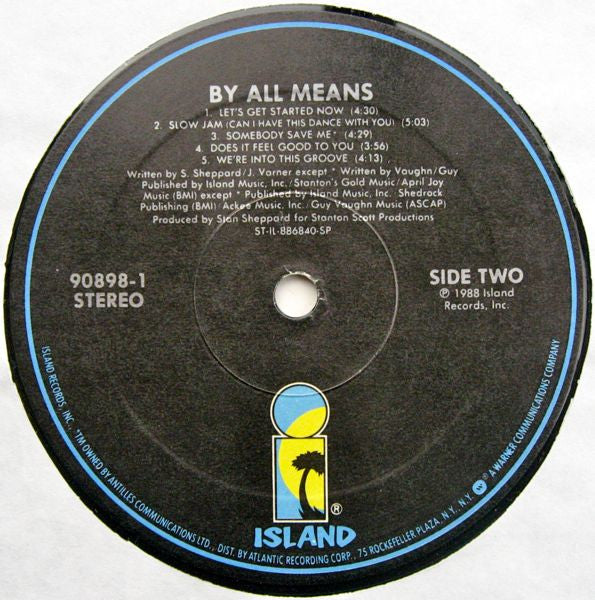 BY ALL MEANS
1. LET'S GET STARTED NOW (4:30)
2. SLOW JAM (CAN I HAVE THIS DANCE WITH YOU) (5:03)
3. SOMEBODY SAVE ME* (4:29)
4. DOES IT FEEL GOOD TO YOU (3:56)
5. WE'RE INTO THIS GROOVE (4:13)
Written by S. Sheppard/J. Varner except * Written by Vaughn/Guy
Published by Island Music, Inc./Stanton's Gold Music/April Joy
Music (BMI) except * Published by Island Music, Shedrock
Publishing (BMI)/Ackee Music, Inc./Guy Vaughn Music (ASCAP)
Produced by Stan Sheppard for Stanton Scott Productions
ST-IL-886840-SP
90898-1
STEREO
SIDE TWO
℗ 1988 Island
Records, Inc.
i
®
ISLAND
ISLAND RECORDS, INC. *TM OWNED BY ANTILLES COMMUNICATIONS LTD., DIST. BY ATLANTIC RECORDING CORP., 75 ROCKEFELLER PLAZA, N.Y., N.Y. W ® A WARNER COMMUNICATIONS COMPANY